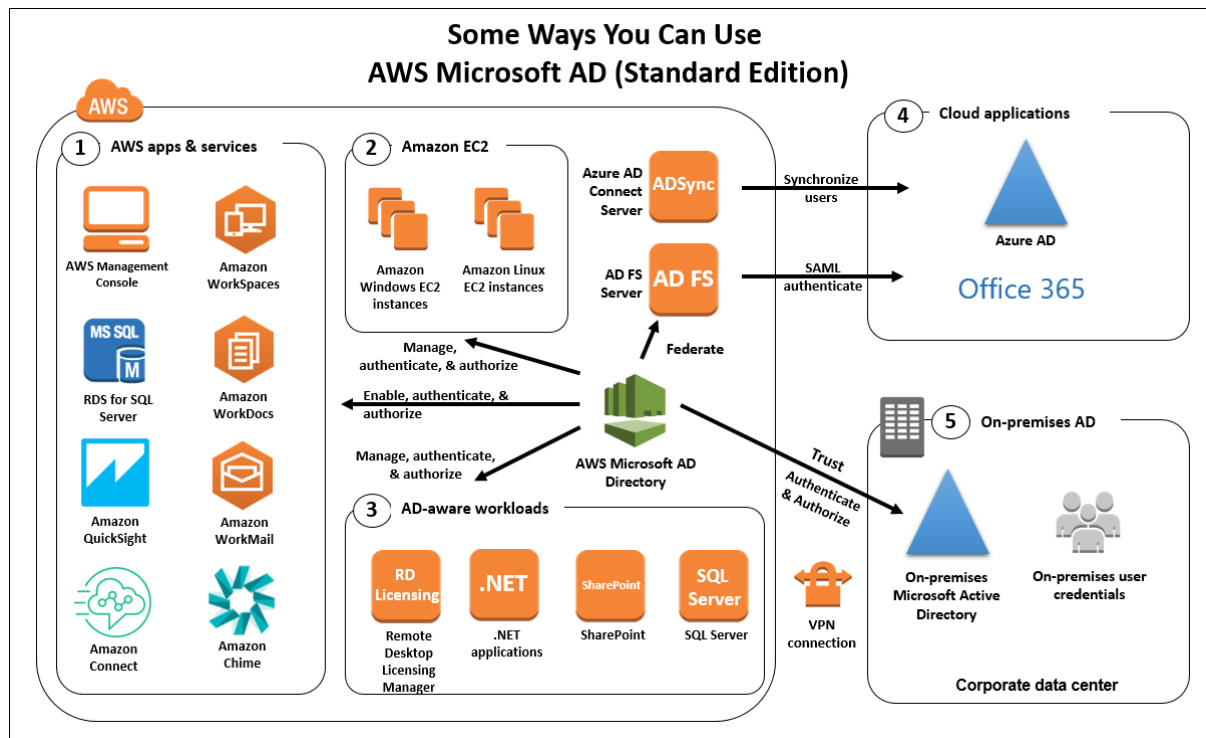 Some Ways You Can Use
AWS Microsoft AD (Standard Edition)
AWS
1
AWS apps & services
AWS Management
Console
Amazon
WorkSpaces
MS SQL
M
RDS for SQL
Server
Amazon
WorkDocs
Amazon
QuickSight
Amazon
WorkMail
Amazon
Connect
Amazon
Chime
2
Amazon EC2
Amazon
Windows EC2
instances
Amazon Linux
EC2 instances
Azure AD
Connect
Server
ADSync
Synchronize
users
AD FS
Server
AD FS
SAML
authenticate
Federate
Manage,
authenticate, & authorize
Enable, authenticate, &
authorize
Manage, authenticate,
& authorize
AWS Microsoft AD
Directory
3
AD-aware workloads
RD
Licensing
Remote
Desktop
Licensing
Manager
.NET
.NET
applications
SharePoint
SharePoint
SQL
Server
SQL Server
4
Cloud applications
Azure AD
Office 365
Trust
Authenticate
& Authorize
VPN
connection
5
On-premises AD
On-premises
Microsoft Active
Directory
On-premises user
credentials
Corporate data center